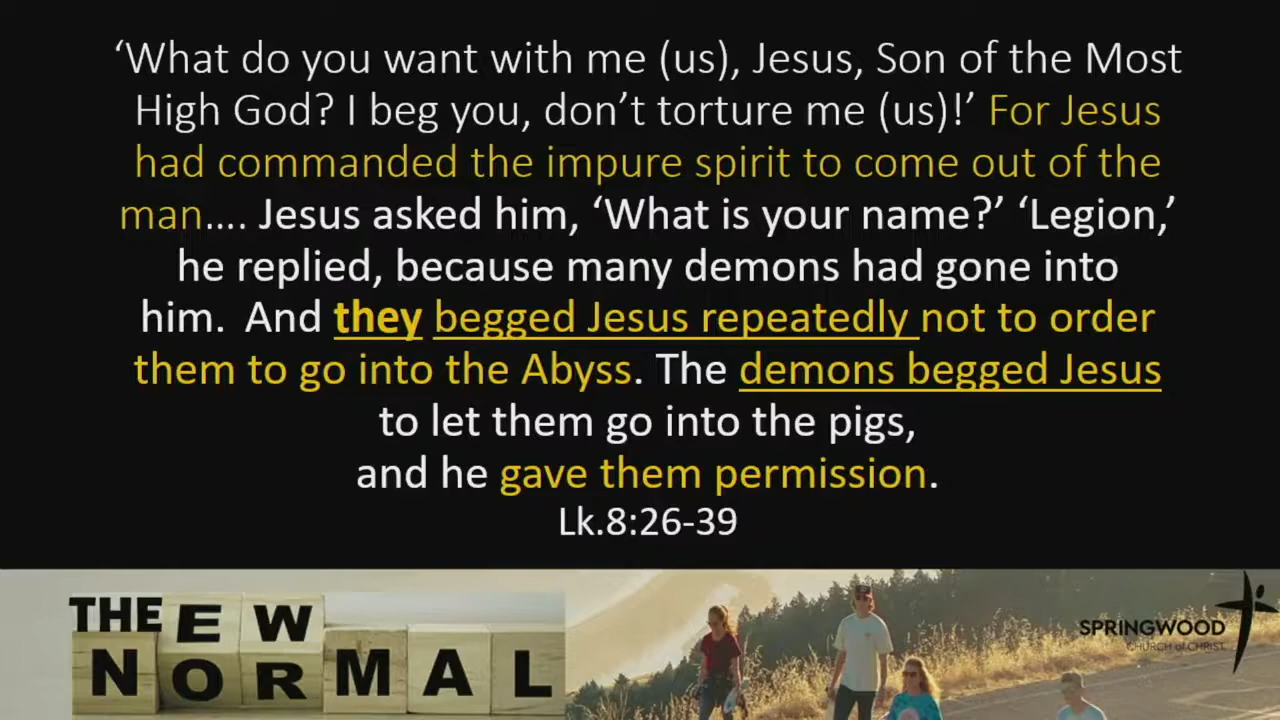 ‘What do you want with me (us), Jesus, Son of the Most
High God? I beg you, don’t torture me (us)!’ For Jesus
had commanded the impure spirit to come out of the
man…. Jesus asked him, ‘What is your name?’ ‘Legion,’
he replied, because many demons had gone into
him.  And they begged Jesus repeatedly not to order
them to go into the Abyss. The demons begged Jesus
to let them go into the pigs,
and he gave them permission.
Lk.8:26-39
THE EW
NORMAL
SPRINGWOOD
CHURCH of CHRIST